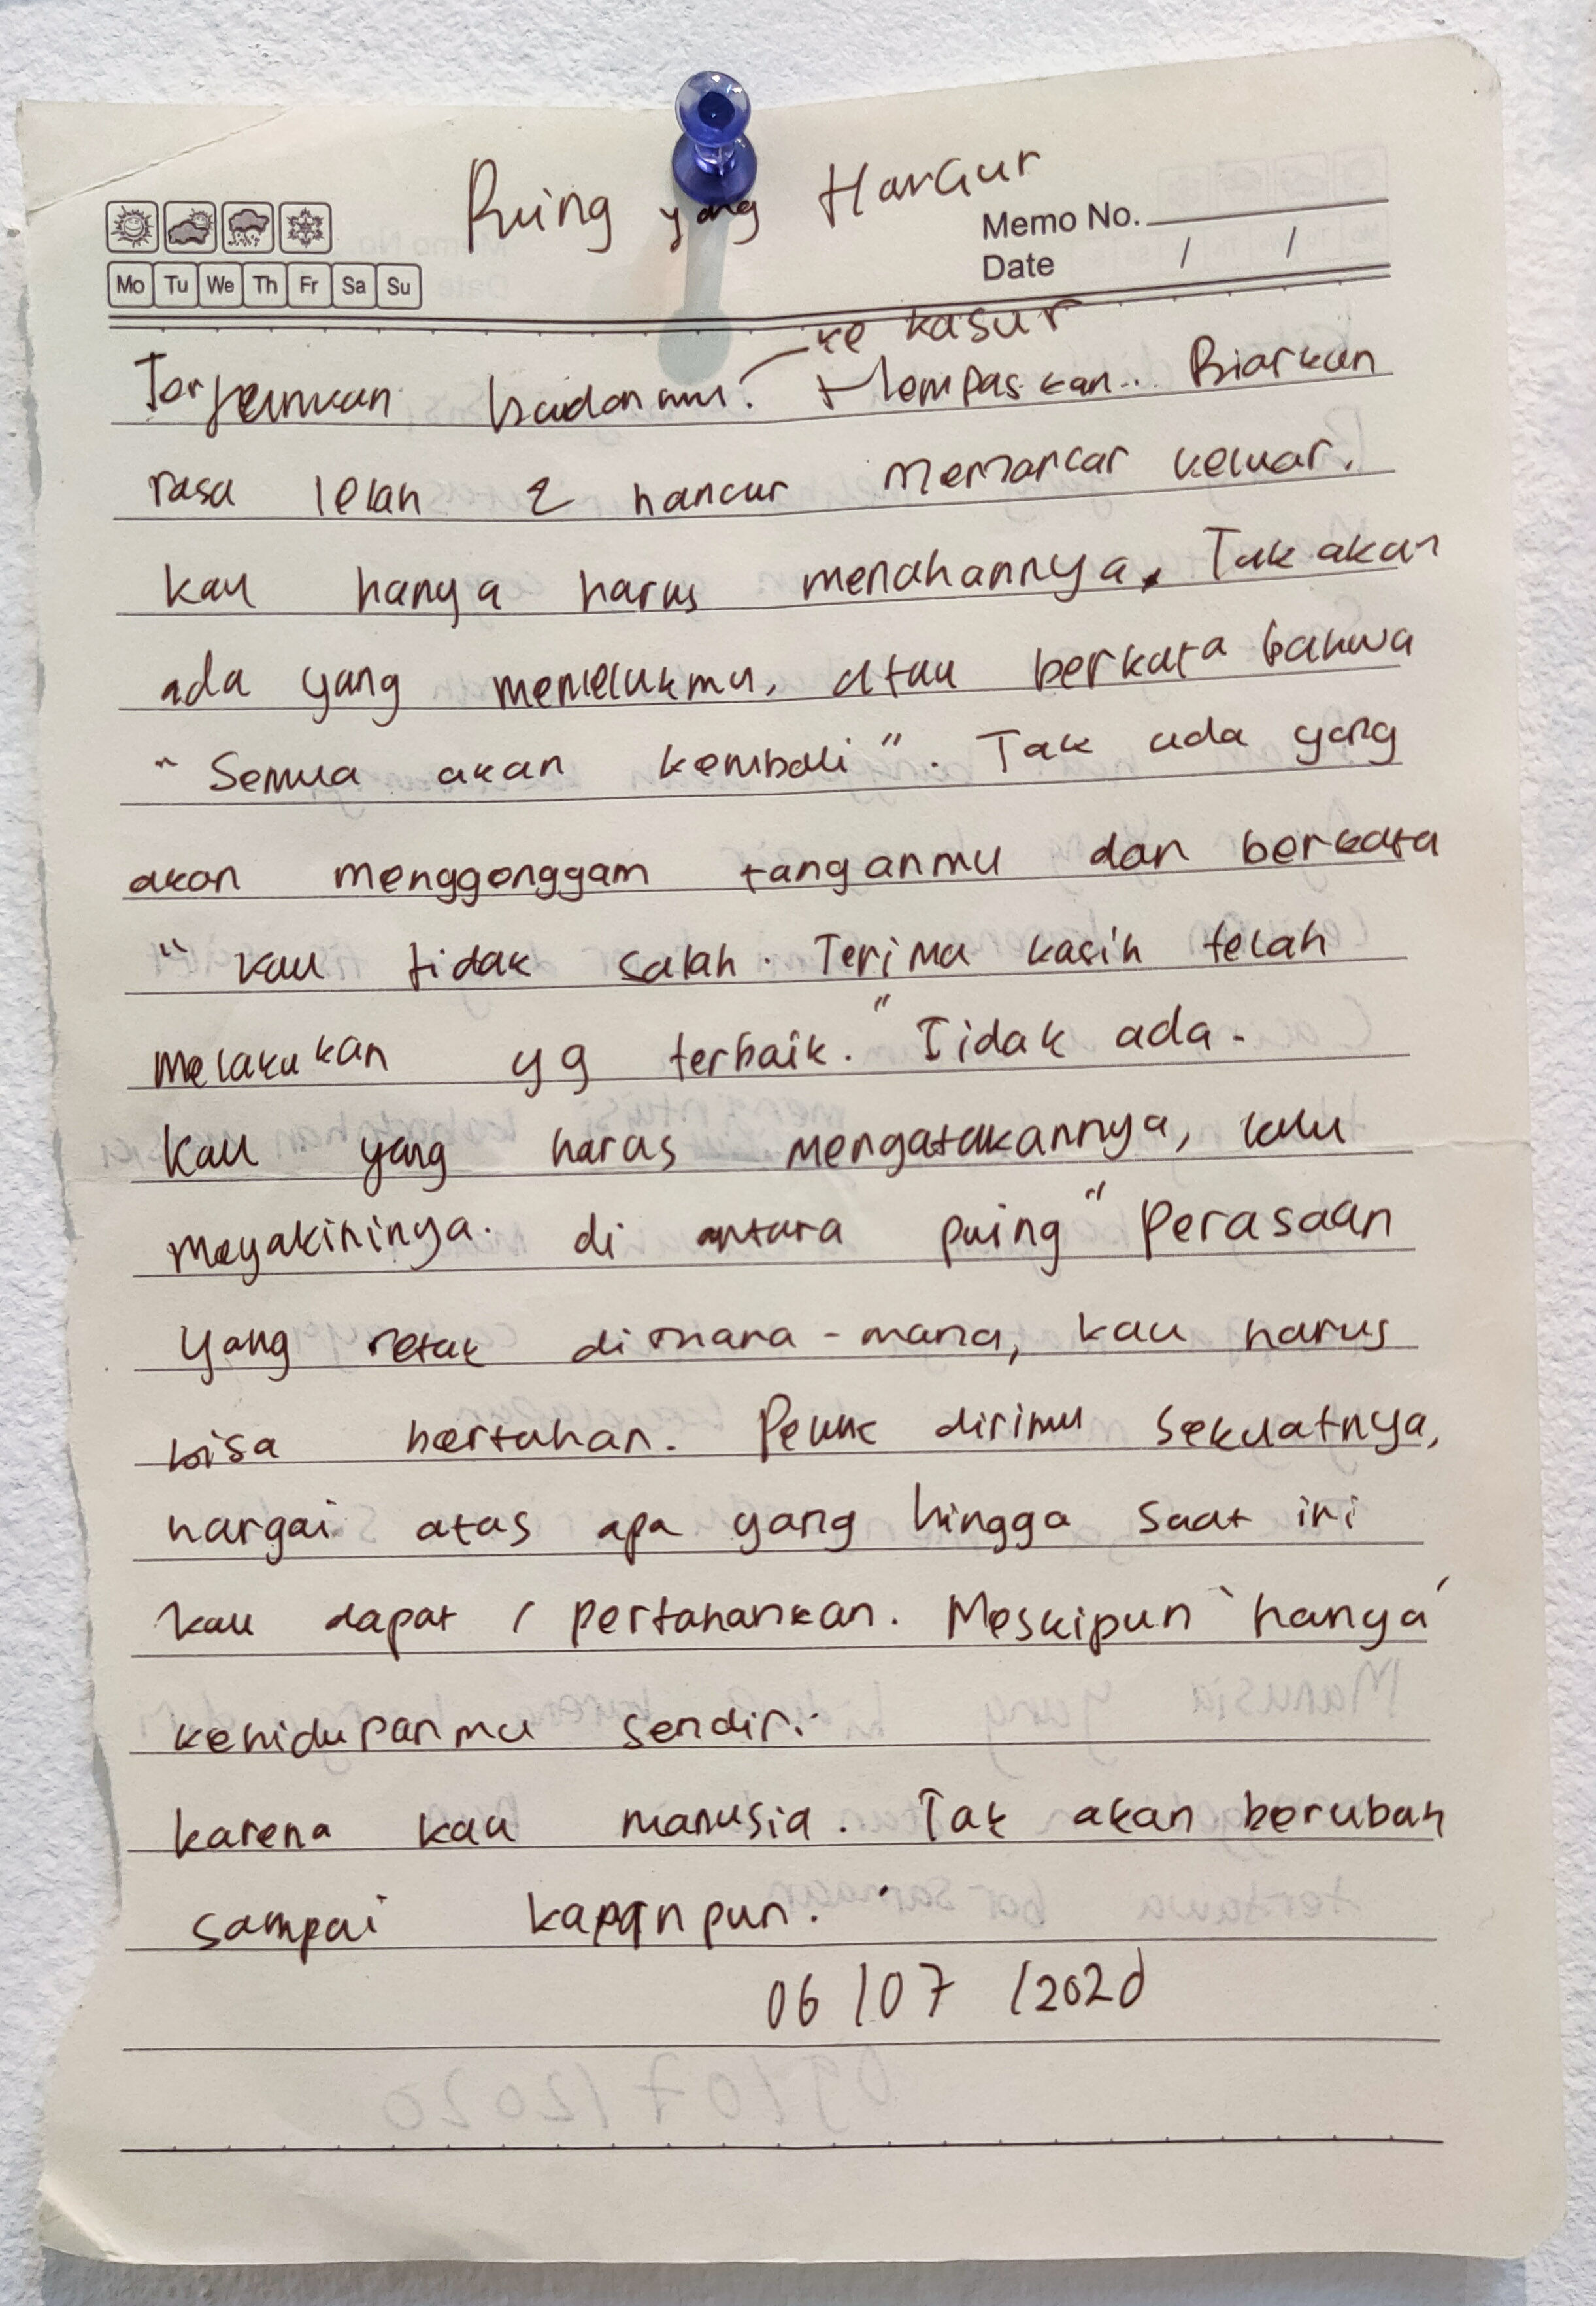 Puing yang Hancur
Memo No.
Date / /
Mo Tu We Th Fr Sa Su
ke kasur
Terjunkan badanmu. Hempaskan.. Biarkan
rasa lelah & hancur memancar keluar.
kau hanya harus menahannya. Tak akan
ada yang memelukmu, atau berkata bahwa
"Semua akan kembali". Tak ada yang
akan menggenggam tanganmu dan berkata
"kau tidak salah. Terima kasih telah
melakukan yg terbaik." Tidak ada.
Kau yang harus mengatakannya, lalu
meyakininya. di antara puing" perasaan
yang retak dimana-mana, kau harus
bisa bertahan. Peluk dirimu sekuatnya,
hargai atas apa yang hingga saat ini
kau dapat / pertahankan. Meskipun 'hanya'
kehidupanmu sendiri.
karena kau manusia. Tak akan berubah
sampai kapanpun.
06/07/2020